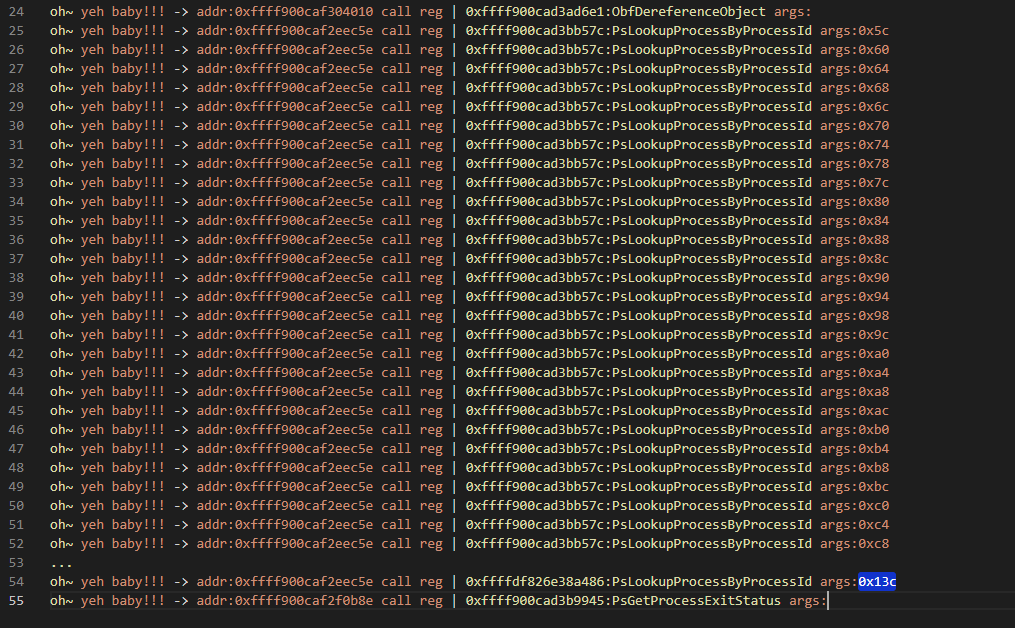 24 oh~ yeh baby!!! -> addr:0xffff900caf304010 call reg | 0xffff900cad3ad6e1:ObfDereferenceObject args:
25 oh~ yeh baby!!! -> addr:0xffff900caf2eec5e call reg | 0xffff900cad3bb57c:PsLookupProcessByProcessId args:0x5c
26 oh~ yeh baby!!! -> addr:0xffff900caf2eec5e call reg | 0xffff900cad3bb57c:PsLookupProcessByProcessId args:0x60
27 oh~ yeh baby!!! -> addr:0xffff900caf2eec5e call reg | 0xffff900cad3bb57c:PsLookupProcessByProcessId args:0x64
28 oh~ yeh baby!!! -> addr:0xffff900caf2eec5e call reg | 0xffff900cad3bb57c:PsLookupProcessByProcessId args:0x68
29 oh~ yeh baby!!! -> addr:0xffff900caf2eec5e call reg | 0xffff900cad3bb57c:PsLookupProcessByProcessId args:0x6c
30 oh~ yeh baby!!! -> addr:0xffff900caf2eec5e call reg | 0xffff900cad3bb57c:PsLookupProcessByProcessId args:0x70
31 oh~ yeh baby!!! -> addr:0xffff900caf2eec5e call reg | 0xffff900cad3bb57c:PsLookupProcessByProcessId args:0x74
32 oh~ yeh baby!!! -> addr:0xffff900caf2eec5e call reg | 0xffff900cad3bb57c:PsLookupProcessByProcessId args:0x78
33 oh~ yeh baby!!! -> addr:0xffff900caf2eec5e call reg | 0xffff900cad3bb57c:PsLookupProcessByProcessId args:0x7c
34 oh~ yeh baby!!! -> addr:0xffff900caf2eec5e call reg | 0xffff900cad3bb57c:PsLookupProcessByProcessId args:0x80
35 oh~ yeh baby!!! -> addr:0xffff900caf2eec5e call reg | 0xffff900cad3bb57c:PsLookupProcessByProcessId args:0x84
36 oh~ yeh baby!!! -> addr:0xffff900caf2eec5e call reg | 0xffff900cad3bb57c:PsLookupProcessByProcessId args:0x88
37 oh~ yeh baby!!! -> addr:0xffff900caf2eec5e call reg | 0xffff900cad3bb57c:PsLookupProcessByProcessId args:0x8c
38 oh~ yeh baby!!! -> addr:0xffff900caf2eec5e call reg | 0xffff900cad3bb57c:PsLookupProcessByProcessId args:0x90
39 oh~ yeh baby!!! -> addr:0xffff900caf2eec5e call reg | 0xffff900cad3bb57c:PsLookupProcessByProcessId args:0x94
40 oh~ yeh baby!!! -> addr:0xffff900caf2eec5e call reg | 0xffff900cad3bb57c:PsLookupProcessByProcessId args:0x98
41 oh~ yeh baby!!! -> addr:0xffff900caf2eec5e call reg | 0xffff900cad3bb57c:PsLookupProcessByProcessId args:0x9c
42 oh~ yeh baby!!! -> addr:0xffff900caf2eec5e call reg | 0xffff900cad3bb57c:PsLookupProcessByProcessId args:0xa0
43 oh~ yeh baby!!! -> addr:0xffff900caf2eec5e call reg | 0xffff900cad3bb57c:PsLookupProcessByProcessId args:0xa4
44 oh~ yeh baby!!! -> addr:0xffff900caf2eec5e call reg | 0xffff900cad3bb57c:PsLookupProcessByProcessId args:0xa8
45 oh~ yeh baby!!! -> addr:0xffff900caf2eec5e call reg | 0xffff900cad3bb57c:PsLookupProcessByProcessId args:0xac
46 oh~ yeh baby!!! -> addr:0xffff900caf2eec5e call reg | 0xffff900cad3bb57c:PsLookupProcessByProcessId args:0xb0
47 oh~ yeh baby!!! -> addr:0xffff900caf2eec5e call reg | 0xffff900cad3bb57c:PsLookupProcessByProcessId args:0xb4
48 oh~ yeh baby!!! -> addr:0xffff900caf2eec5e call reg | 0xffff900cad3bb57c:PsLookupProcessByProcessId args:0xb8
49 oh~ yeh baby!!! -> addr:0xffff900caf2eec5e call reg | 0xffff900cad3bb57c:PsLookupProcessByProcessId args:0xbc
50 oh~ yeh baby!!! -> addr:0xffff900caf2eec5e call reg | 0xffff900cad3bb57c:PsLookupProcessByProcessId args:0xc0
51 oh~ yeh baby!!! -> addr:0xffff900caf2eec5e call reg | 0xffff900cad3bb57c:PsLookupProcessByProcessId args:0xc4
52 oh~ yeh baby!!! -> addr:0xffff900caf2eec5e call reg | 0xffff900cad3bb57c:PsLookupProcessByProcessId args:0xc8
53 ...
54 oh~ yeh baby!!! -> addr:0xffff900caf2eec5e call reg | 0xffffdf826e38a486:PsLookupProcessByProcessId args:0x13c
55 oh~ yeh baby!!! -> addr:0xffff900caf2f0b8e call reg | 0xffff900cad3b9945:PsGetProcessExitStatus args: